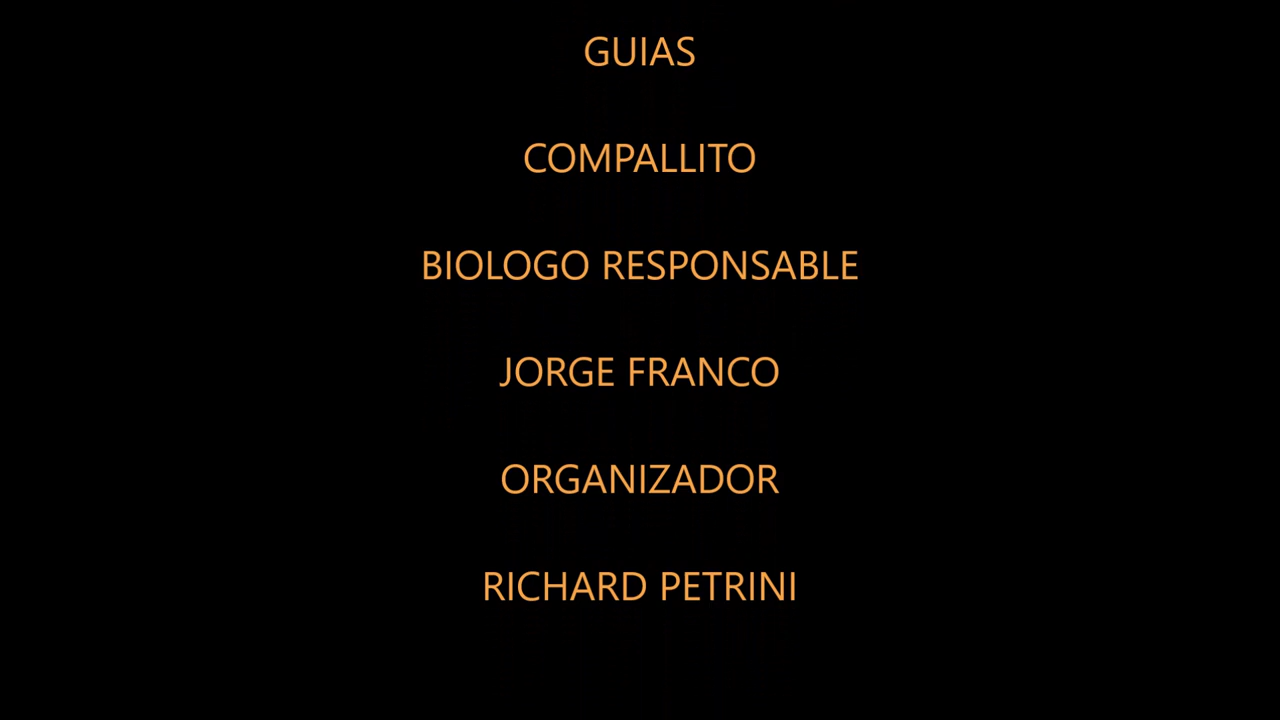 GUIAS
COMPALLITO
BIOLOGO RESPONSABLE
JORGE FRANCO
ORGANIZADOR
RICHARD PETRINI